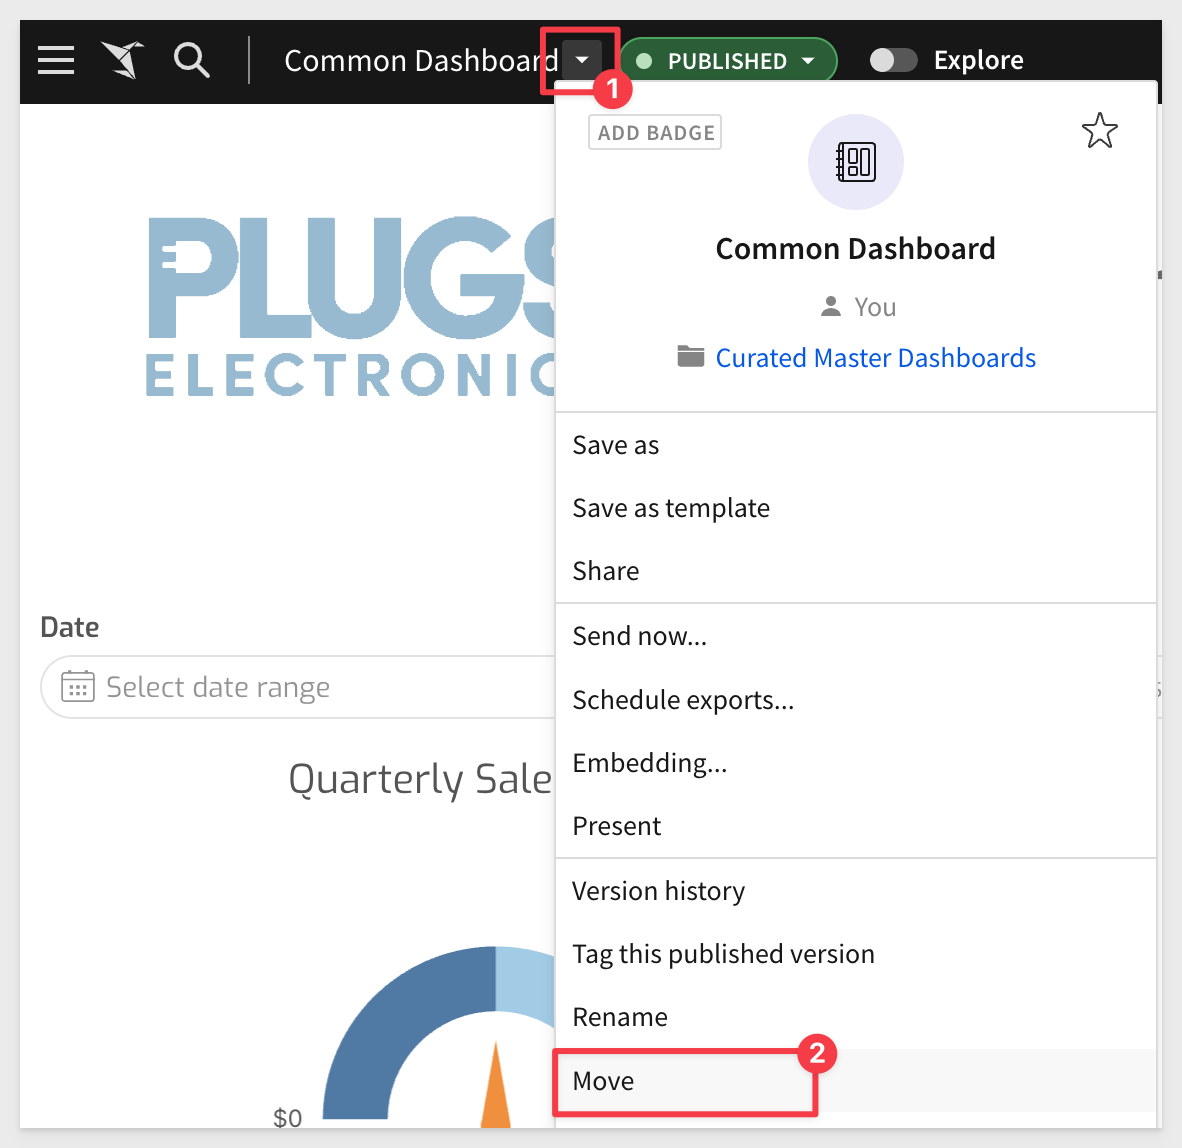 Common Dashboard
PUBLISHED
Explore
1
ADD BADGE
Common Dashboard
You
Curated Master Dashboards
PLUGS
ELECTRONIC
Save as
Save as template
Share
Date
Select date range
Send now...
Schedule exports...
Embedding...
Present
Quarterly Sale
Version history
Tag this published version
Rename
2
Move
$0